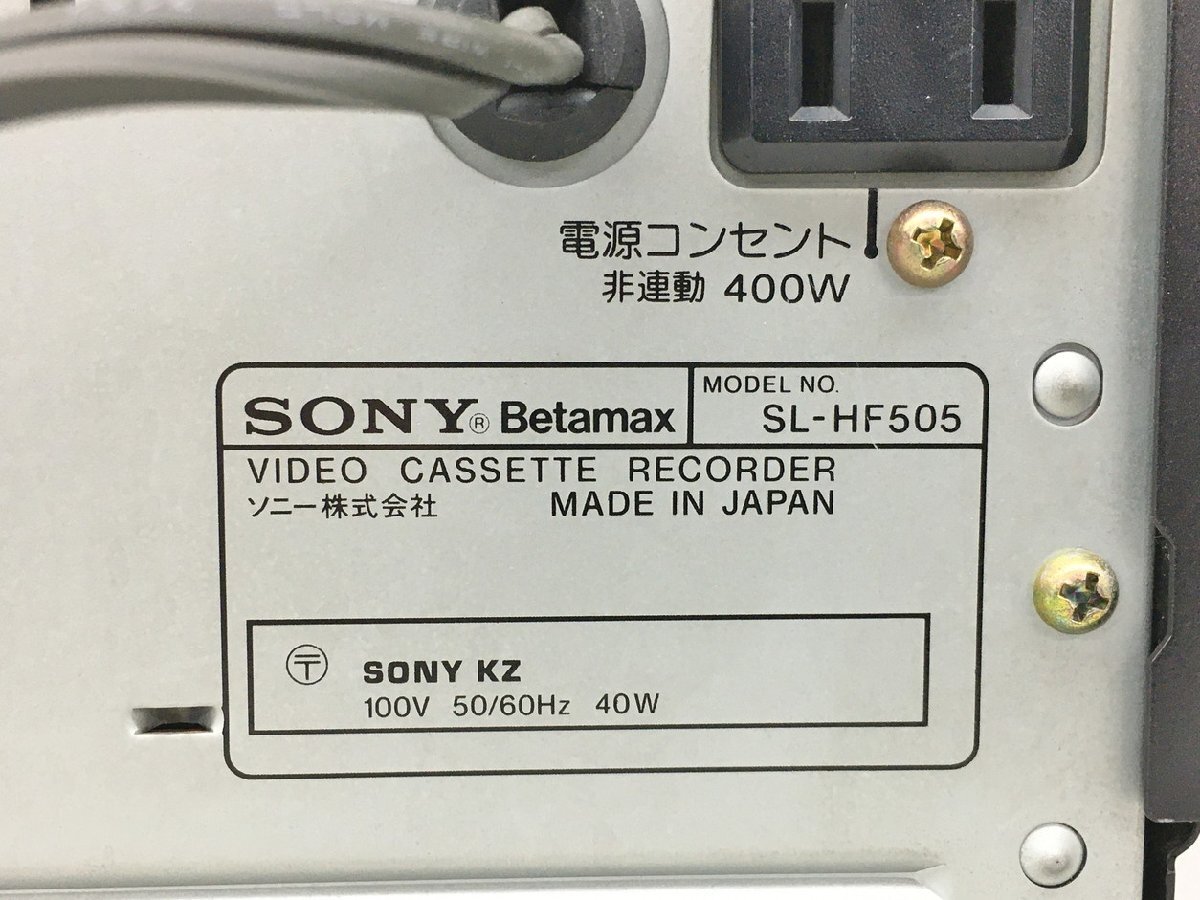 電源コンセント
非連動 400W
SONY® Betamax
MODEL NO.
SL-HF505
VIDEO CASSETTE RECORDER
ソニー株式会社 MADE IN JAPAN
〶 SONY KZ
100V 50/60Hz 40W